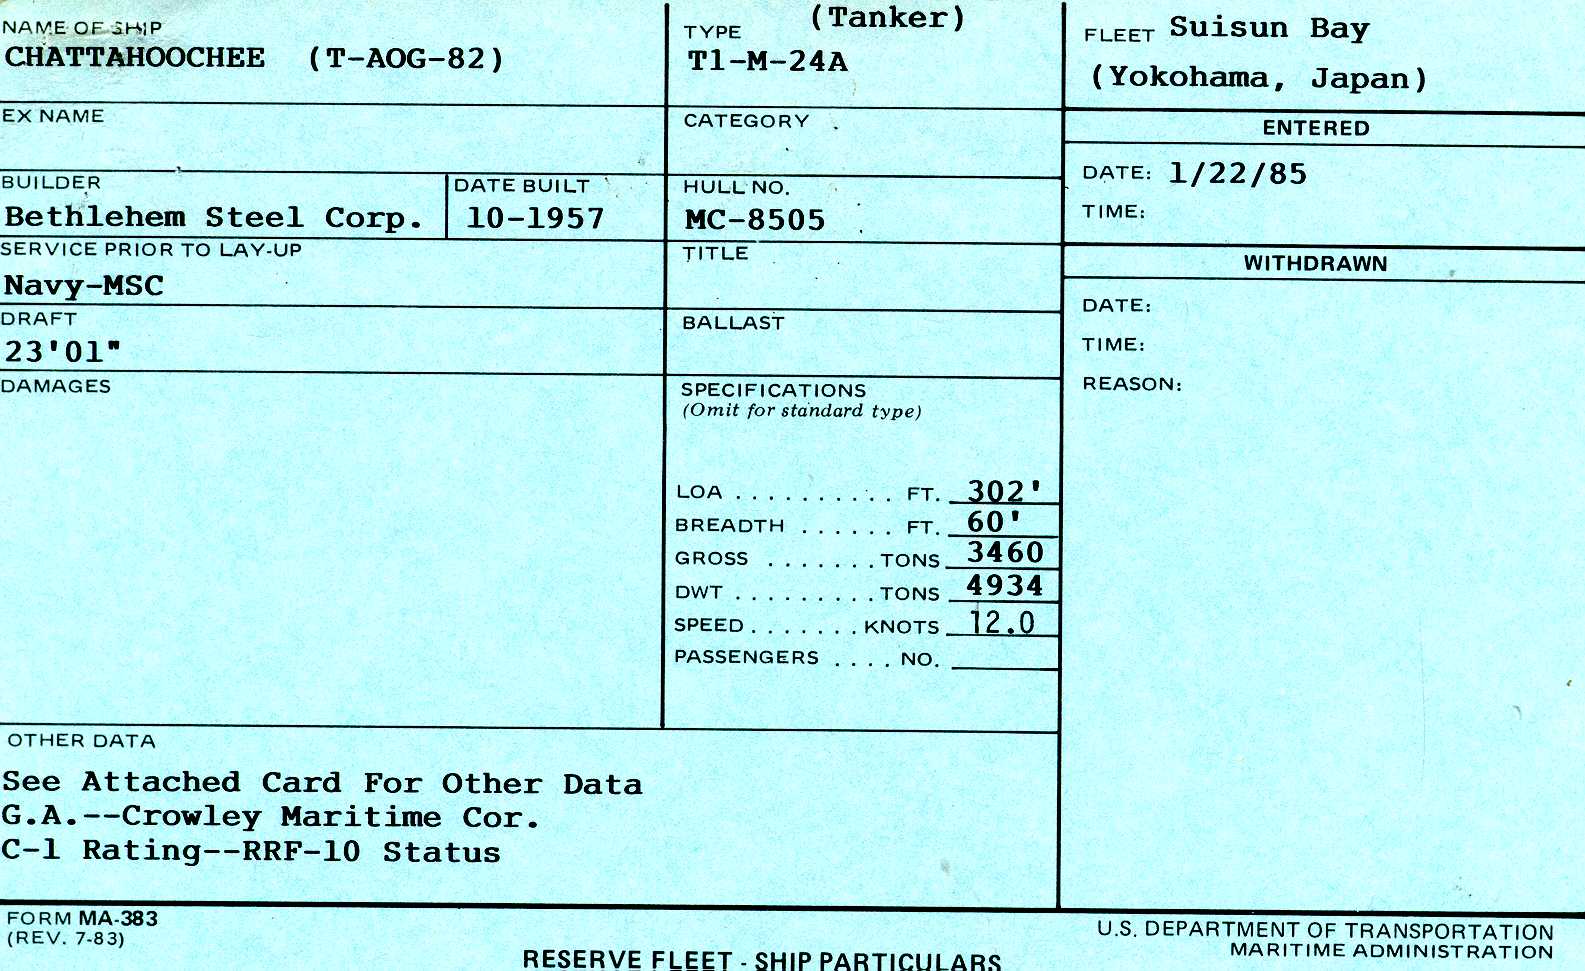 NAME OF SHIP
CHATTAHOOCHEE (T-AOG-82)
TYPE (Tanker)
T1-M-24A
FLEET Suisun Bay
(Yokohama, Japan)
EX NAME
CATEGORY
ENTERED
DATE: 1/22/85
TIME:
BUILDER
Bethlehem Steel Corp.
DATE BUILT
10-1957
HULL NO.
MC-8505
SERVICE PRIOR TO LAY-UP
Navy-MSC
TITLE
WITHDRAWN
DATE:
TIME:
REASON:
DRAFT
23'01"
BALLAST
DAMAGES
SPECIFICATIONS
(Omit for standard type)
LOA . . . . . . . . . . FT. 302'
BREADTH . . . . . . FT. 60'
GROSS . . . . . . . TONS 3460
DWT . . . . . . . . . TONS 4934
SPEED . . . . . . . KNOTS 12.0
PASSENGERS . . . . NO.
OTHER DATA
See Attached Card For Other Data
G.A.--Crowley Maritime Cor.
C-1 Rating--RRF-10 Status
FORM MA-383
(REV. 7-83)
U.S. DEPARTMENT OF TRANSPORTATION
MARITIME ADMINISTRATION
RESERVE FLEET - SHIP PARTICULARS